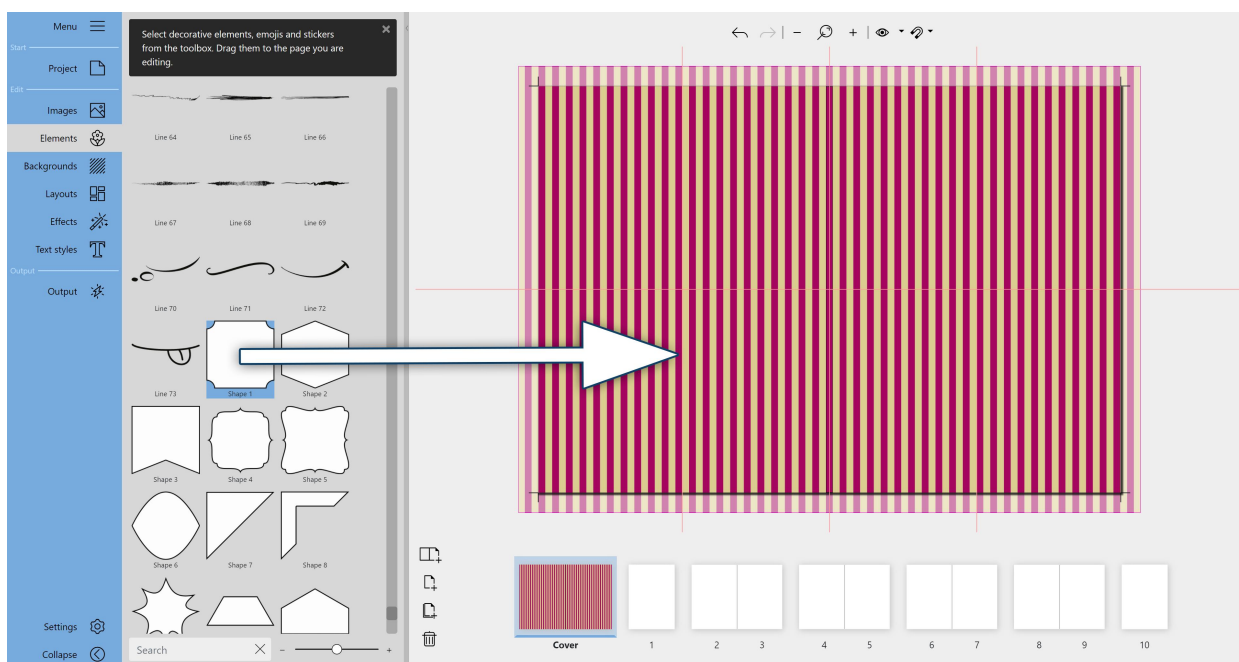 Menu
Start
Project
Edit
Images
Elements
Backgrounds
Layouts
Effects
Text styles
Output
Output
Settings
Collapse
Select decorative elements, emojis and stickers
from the toolbox. Drag them to the page you are
editing.
Line 64 Line 65 Line 66
Line 67 Line 68 Line 69
Line 70 Line 71 Line 72
Line 73 Shape 1 Shape 2
Shape 3 Shape 4 Shape 5
Shape 6 Shape 7 Shape 8
Search
Cover 1 2 3 4 5 6 7 8 9 10